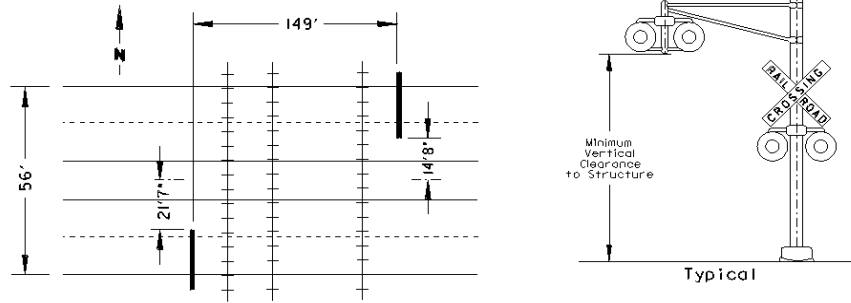 149'
N
56'
21'7"
14'8"
RAIL ROAD
CROSSING
Minimum
Vertical
Clearance
to Structure
Typical